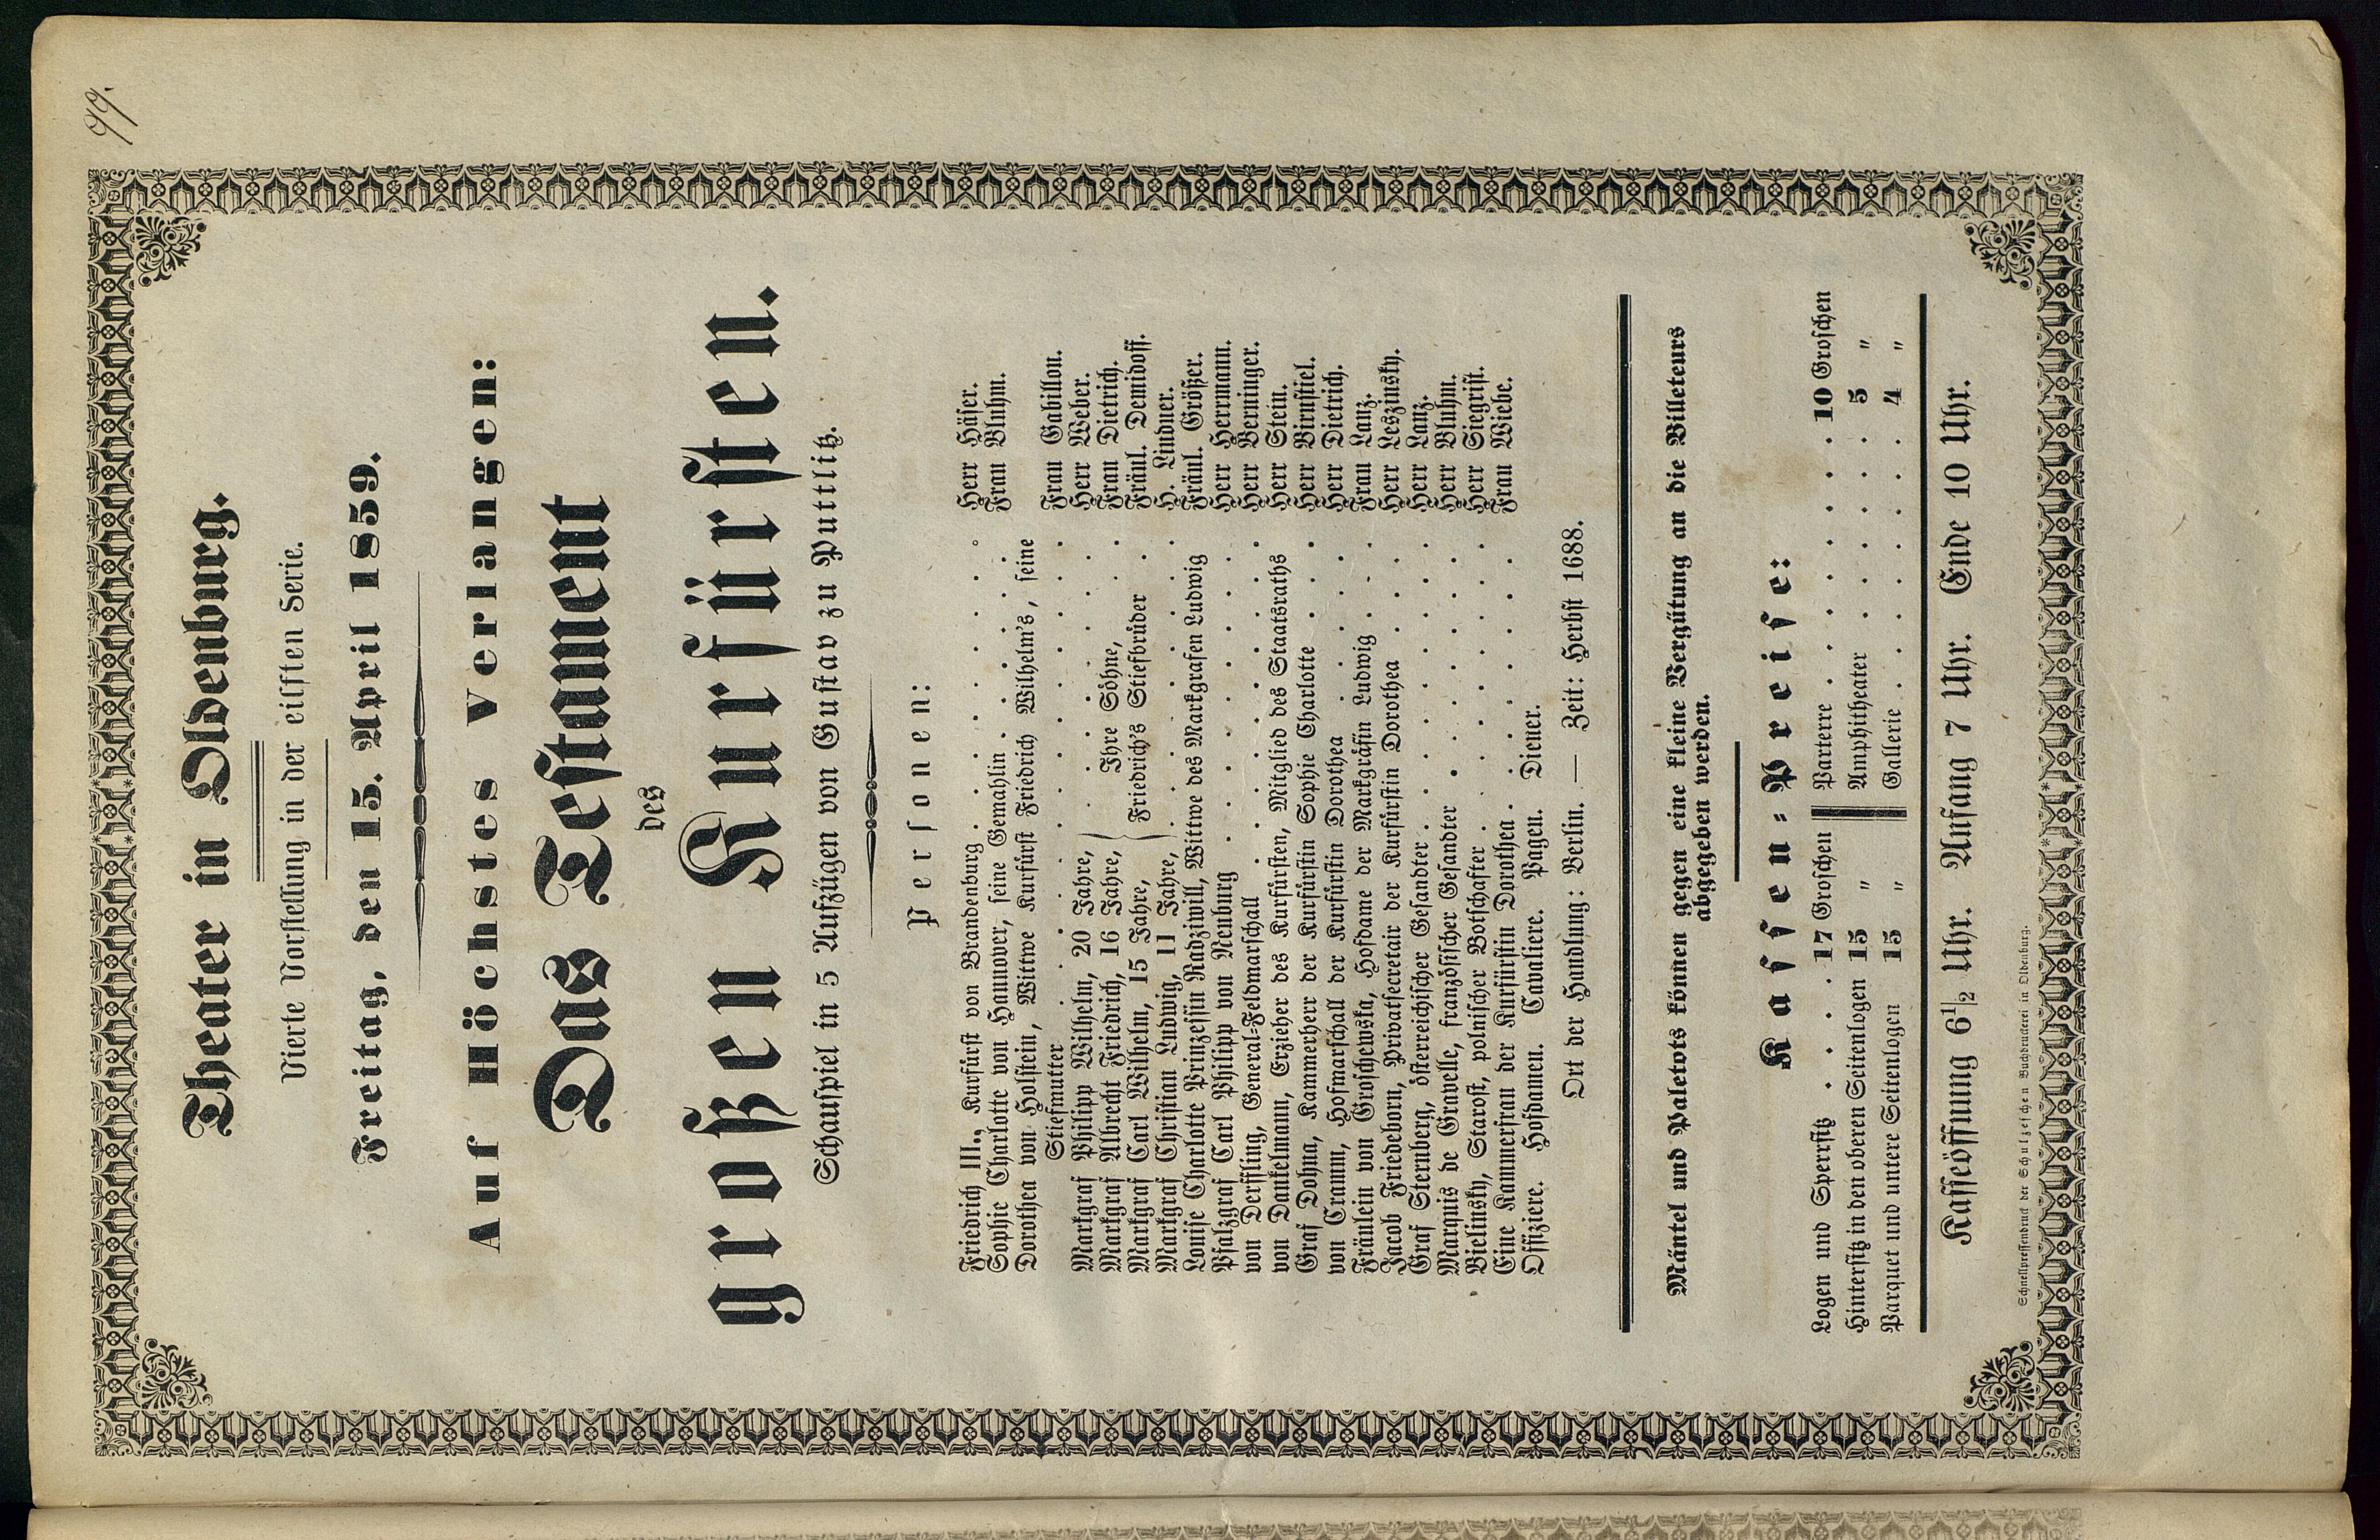 99.
Theater in Oldenburg.
Vierte Vorstellung in der eilften Serie.
Freitag, den 15. April 1859.
Auf Höchstes Verlangen:
Das Testament
des
großen Kurfürsten.
Schauspiel in 5 Aufzügen von Gustav zu Puttlitz.
Personen:
Friedrich III., Kurfürst von Brandenburg . . . . . . . Herr Häser.
Sophie Charlotte von Hannover, seine Gemahlin . . . . . . Frau Bluhm.
Dorothea von Holstein, Wittwe Kurfürst Friedrich Wilhelm's, seine
Stiefmutter . . . . . . . . . . Frau Gabillon.
Markgraf Philipp Wilhelm, 20 Jahre, . . . . . . Herr Weber.
Markgraf Albrecht Friedrich, 16 Jahre, Ihre Söhne, . . Frau Dietrich.
Markgraf Carl Wilhelm, 15 Jahre, Friedrich's Stiefbrüder . Fräul. Demidoff.
Markgraf Christian Ludwig, 11 Jahre, . . . . . . H. Lindner.
Louise Charlotte Prinzessin Radziwill, Wittwe des Markgrafen Ludwig Fräul. Größer.
Pfalzgraf Carl Philipp von Neuburg . . . . . . . Herr Herrmann.
von Derffling, General-Feldmarschall . . . . . . . Herr Berninger.
von Dankelmann, Erzieher des Kurfürsten, Mitglied des Staatsraths Herr Stein.
Graf Dohna, Kammerherr der Kurfürstin Sophie Charlotte . . . Herr Birnstiel.
von Cramm, Hofmarschall der Kurfürstin Dorothea . . . . Herr Dietrich.
Fräulein von Groschewska, Hofdame der Markgräfin Ludwig . . . Frau Lanz.
Jacob Friedeborn, Privatsecretair der Kurfürstin Dorothea . . . Herr Leszinsky.
Graf Sternberg, österreichischer Gesandter . . . . . . . Herr Lanz.
Marquis de Gravelle, französischer Gesandter . . . . . . Herr Bluhm.
Bielinsky, Starost, polnischer Botschafter . . . . . . . Herr Siegrist.
Eine Kammerfrau der Kurfürstin Dorothea . . . . . . . Frau Wiebe.
Offiziere. Hofdamen. Cavaliere. Pagen. Diener.
Ort der Handlung: Berlin. — Zeit: Herbst 1688.
Mäntel und Paletots können gegen eine kleine Vergütung an die Billeteurs
abgegeben werden.
Kassen-Preise:
Logen und Sperrsitz . . . . 17 Groschen Parterre . . . . . . . . 10 Groschen
Hintersitz in den oberen Seitenlogen 15 " Amphitheater . . . . . . 5 "
Parquet und untere Seitenlogen 15 " Gallerie . . . . . . . 4 "
Kasseöffnung 6 1/2 Uhr. Anfang 7 Uhr. Ende 10 Uhr.
Schnellpressendruck der Schulzeschen Buchdruckerei in Oldenburg.